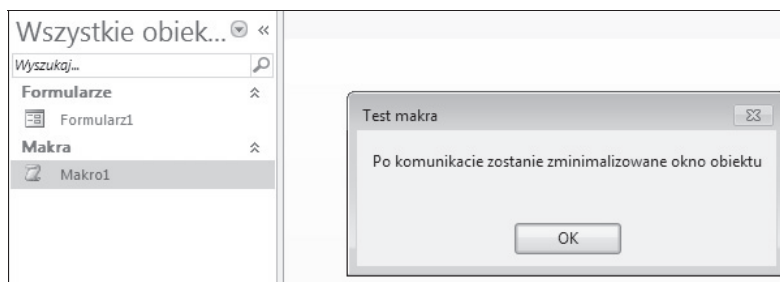 Wszystkie obiek...
Wyszukaj...
Formularze
Formularz1
Makra
Makro1
Test makra
Po komunikacie zostanie zminimalizowane okno obiektu
OK